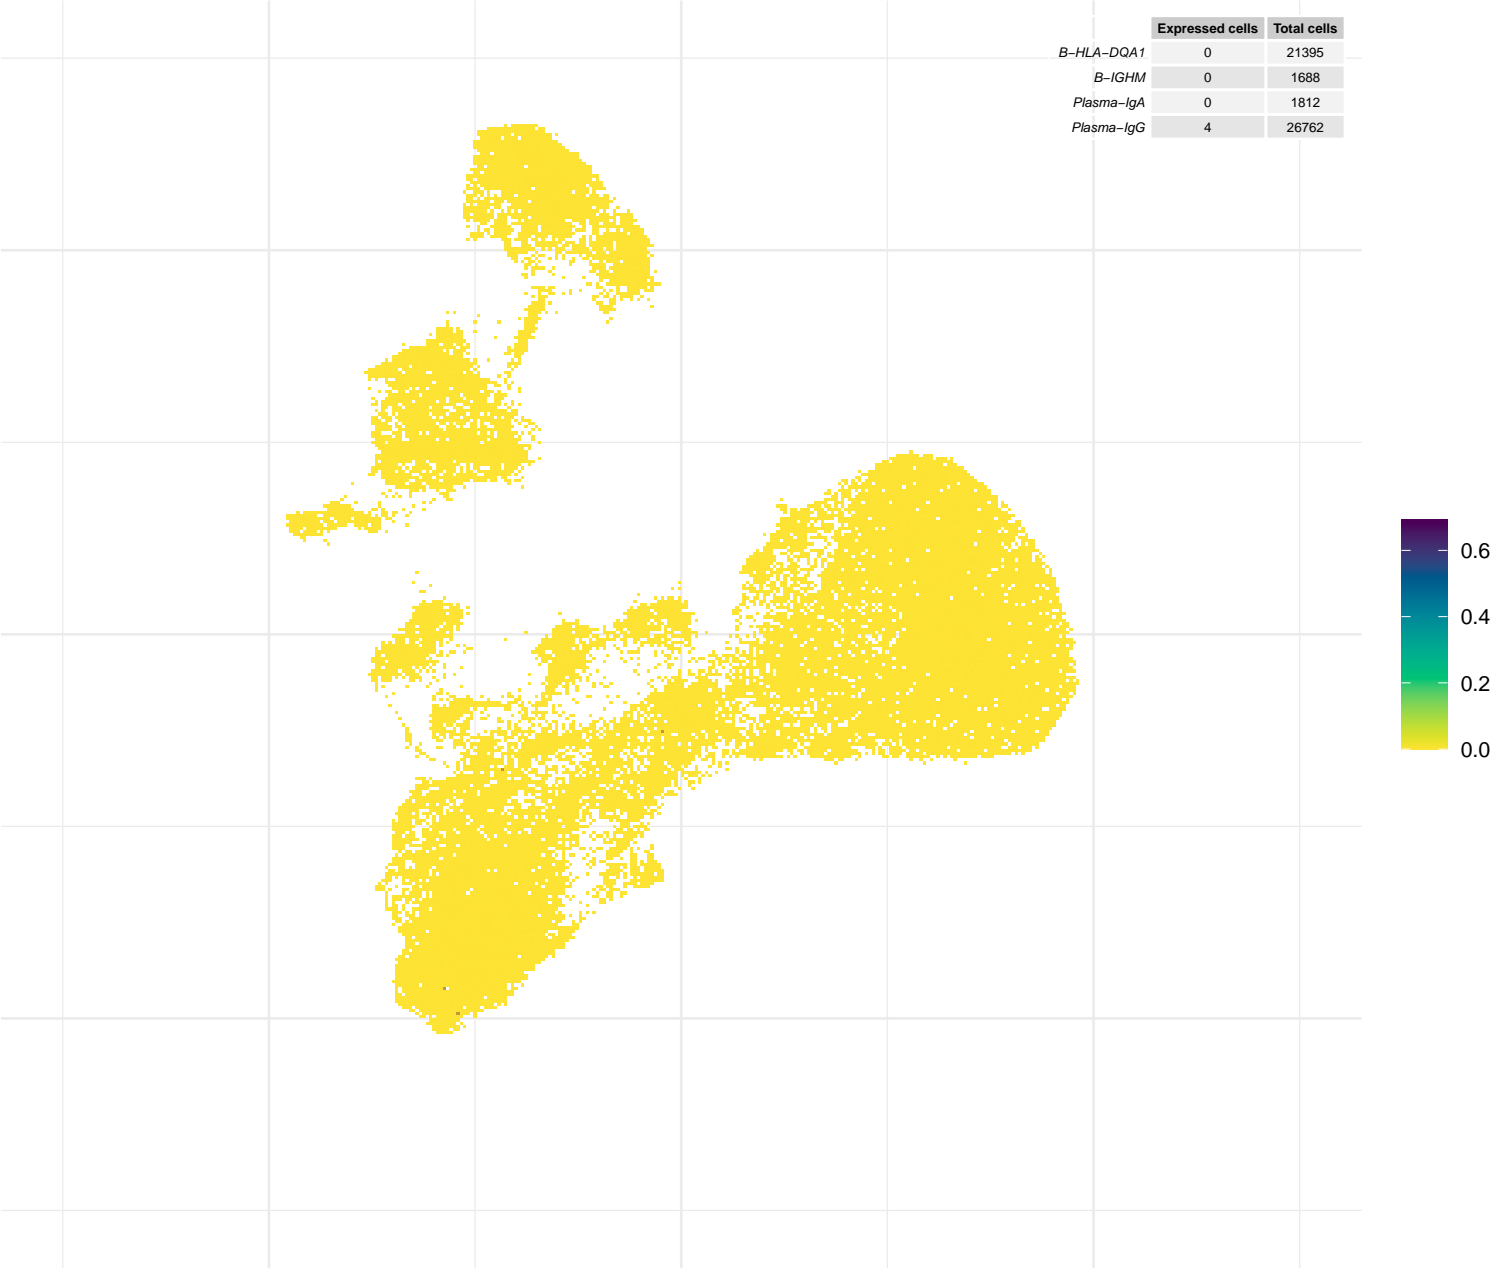 Expressed cells Total cells
B−HLA−DQA1 0 21395
B−IGHM 0 1688
Plasma−IgA 0 1812
Plasma−IgG 4 26762
0.6
0.4
0.2
0.0